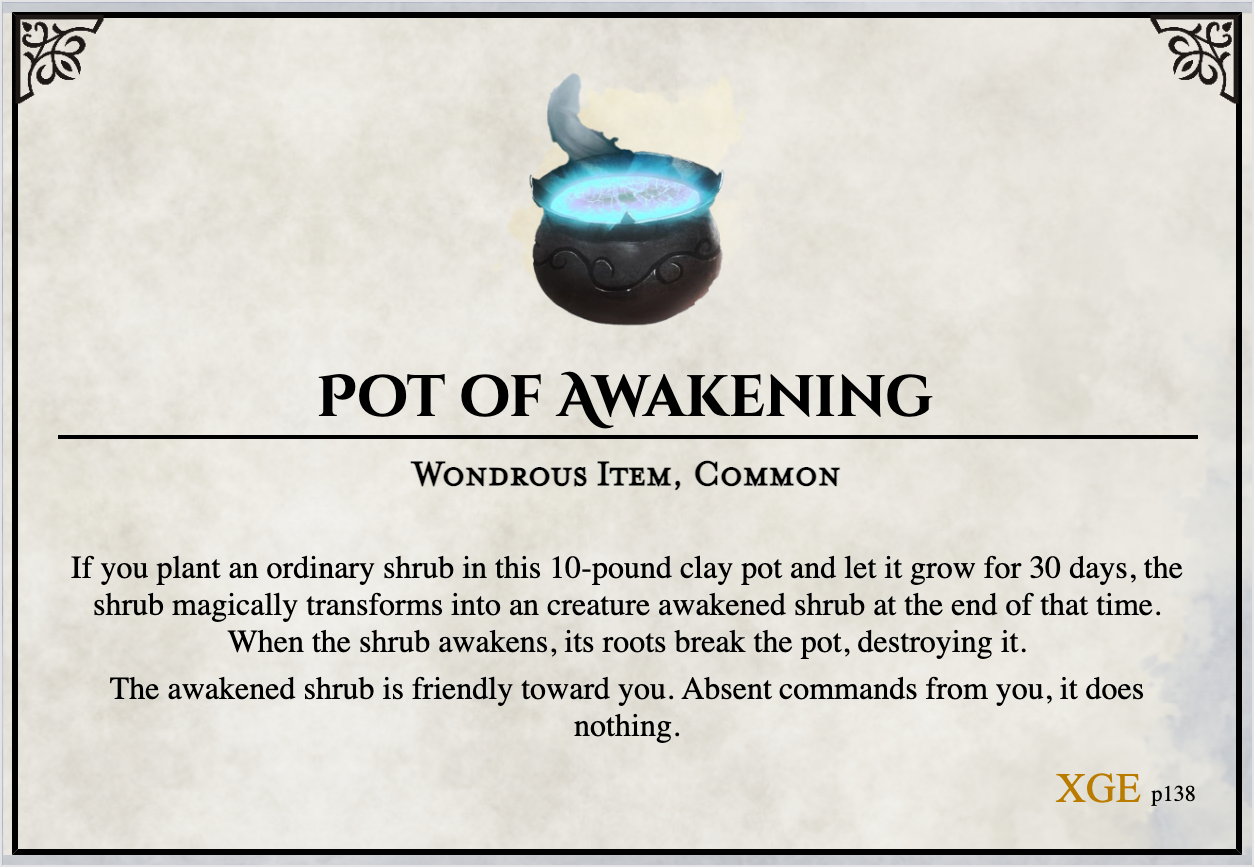 Pot of Awakening
Wondrous Item, Common
If you plant an ordinary shrub in this 10-pound clay pot and let it grow for 30 days, the
shrub magically transforms into an creature awakened shrub at the end of that time.
When the shrub awakens, its roots break the pot, destroying it.
The awakened shrub is friendly toward you. Absent commands from you, it does
nothing.
XGE p138